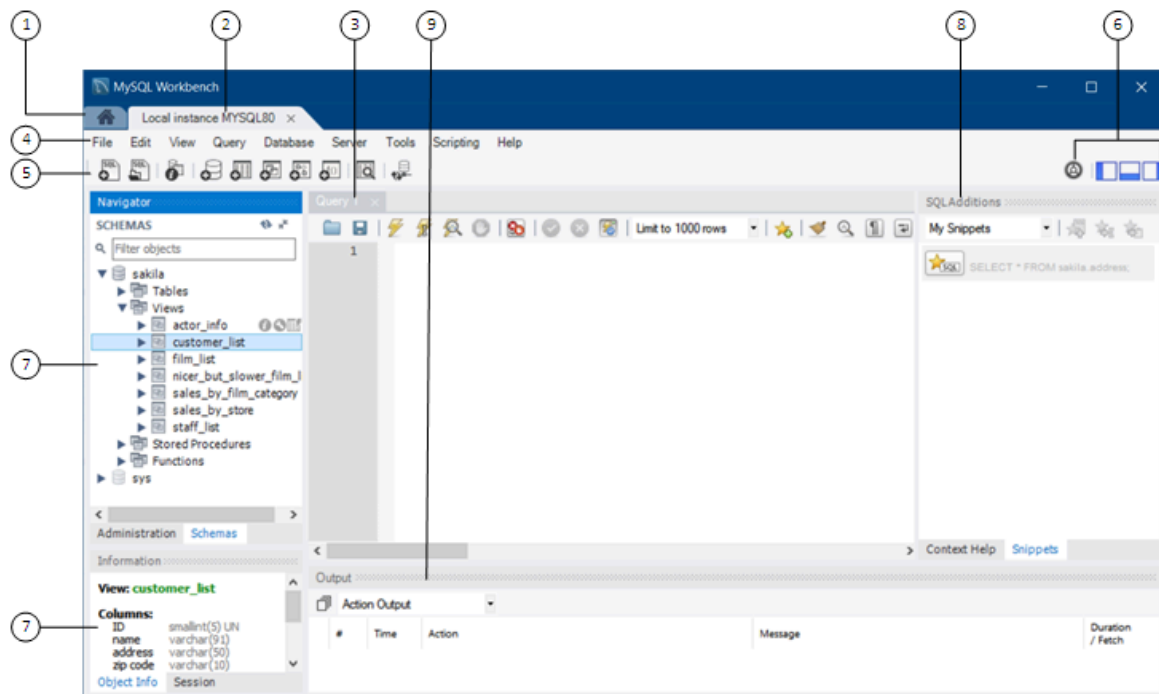 1 2 3 9 8 6
MySQL Workbench
Local instance MYSQL80
4
File Edit View Query Database Server Tools Scripting Help
5
Navigator
Query 1
SQLAdditions
SCHEMAS
Limit to 1000 rows
My Snippets
Filter objects
1
SQL SELECT * FROM sakila.address;
sakila
Tables
Views
actor_info
customer_list
7
film_list
nicer_but_slower_film_l
sales_by_film_category
sales_by_store
staff_list
Stored Procedures
Functions
sys
Administration Schemas
Context Help Snippets
Information
Output
View: customer_list
Action Output
Columns:
7
ID smallint(5) UN
name varchar(91)
address varchar(50)
zip code varchar(10)
# Time Action Message Duration / Fetch
Object Info Session